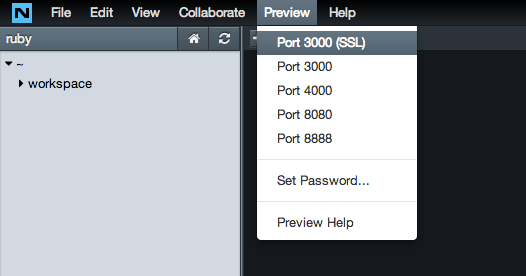 N File Edit View Collaborate Preview Help
ruby
Port 3000 (SSL)
~
Port 3000
workspace
Port 4000
Port 8080
Port 8888
Set Password...
Preview Help